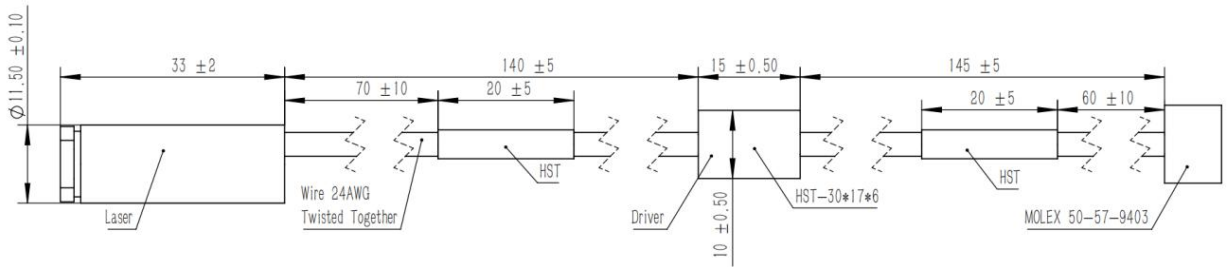 Ø11.50 ±0.10
33 ±2
140 ±5
15 ±0.50
145 ±5
70 ±10
20 ±5
20 ±5
60 ±10
HST
HST
Wire 24AWG
Twisted Together
Laser
Driver
10 ±0.50
HST-30*17*6
MOLEX 50-57-9403